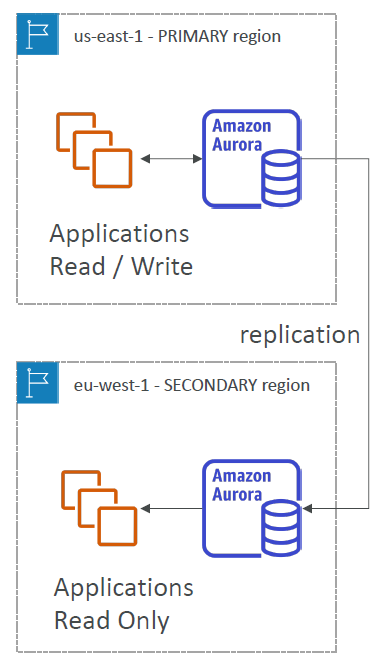 us-east-1 - PRIMARY region
Amazon
Aurora
Applications
Read / Write
replication
eu-west-1 - SECONDARY region
Amazon
Aurora
Applications
Read Only